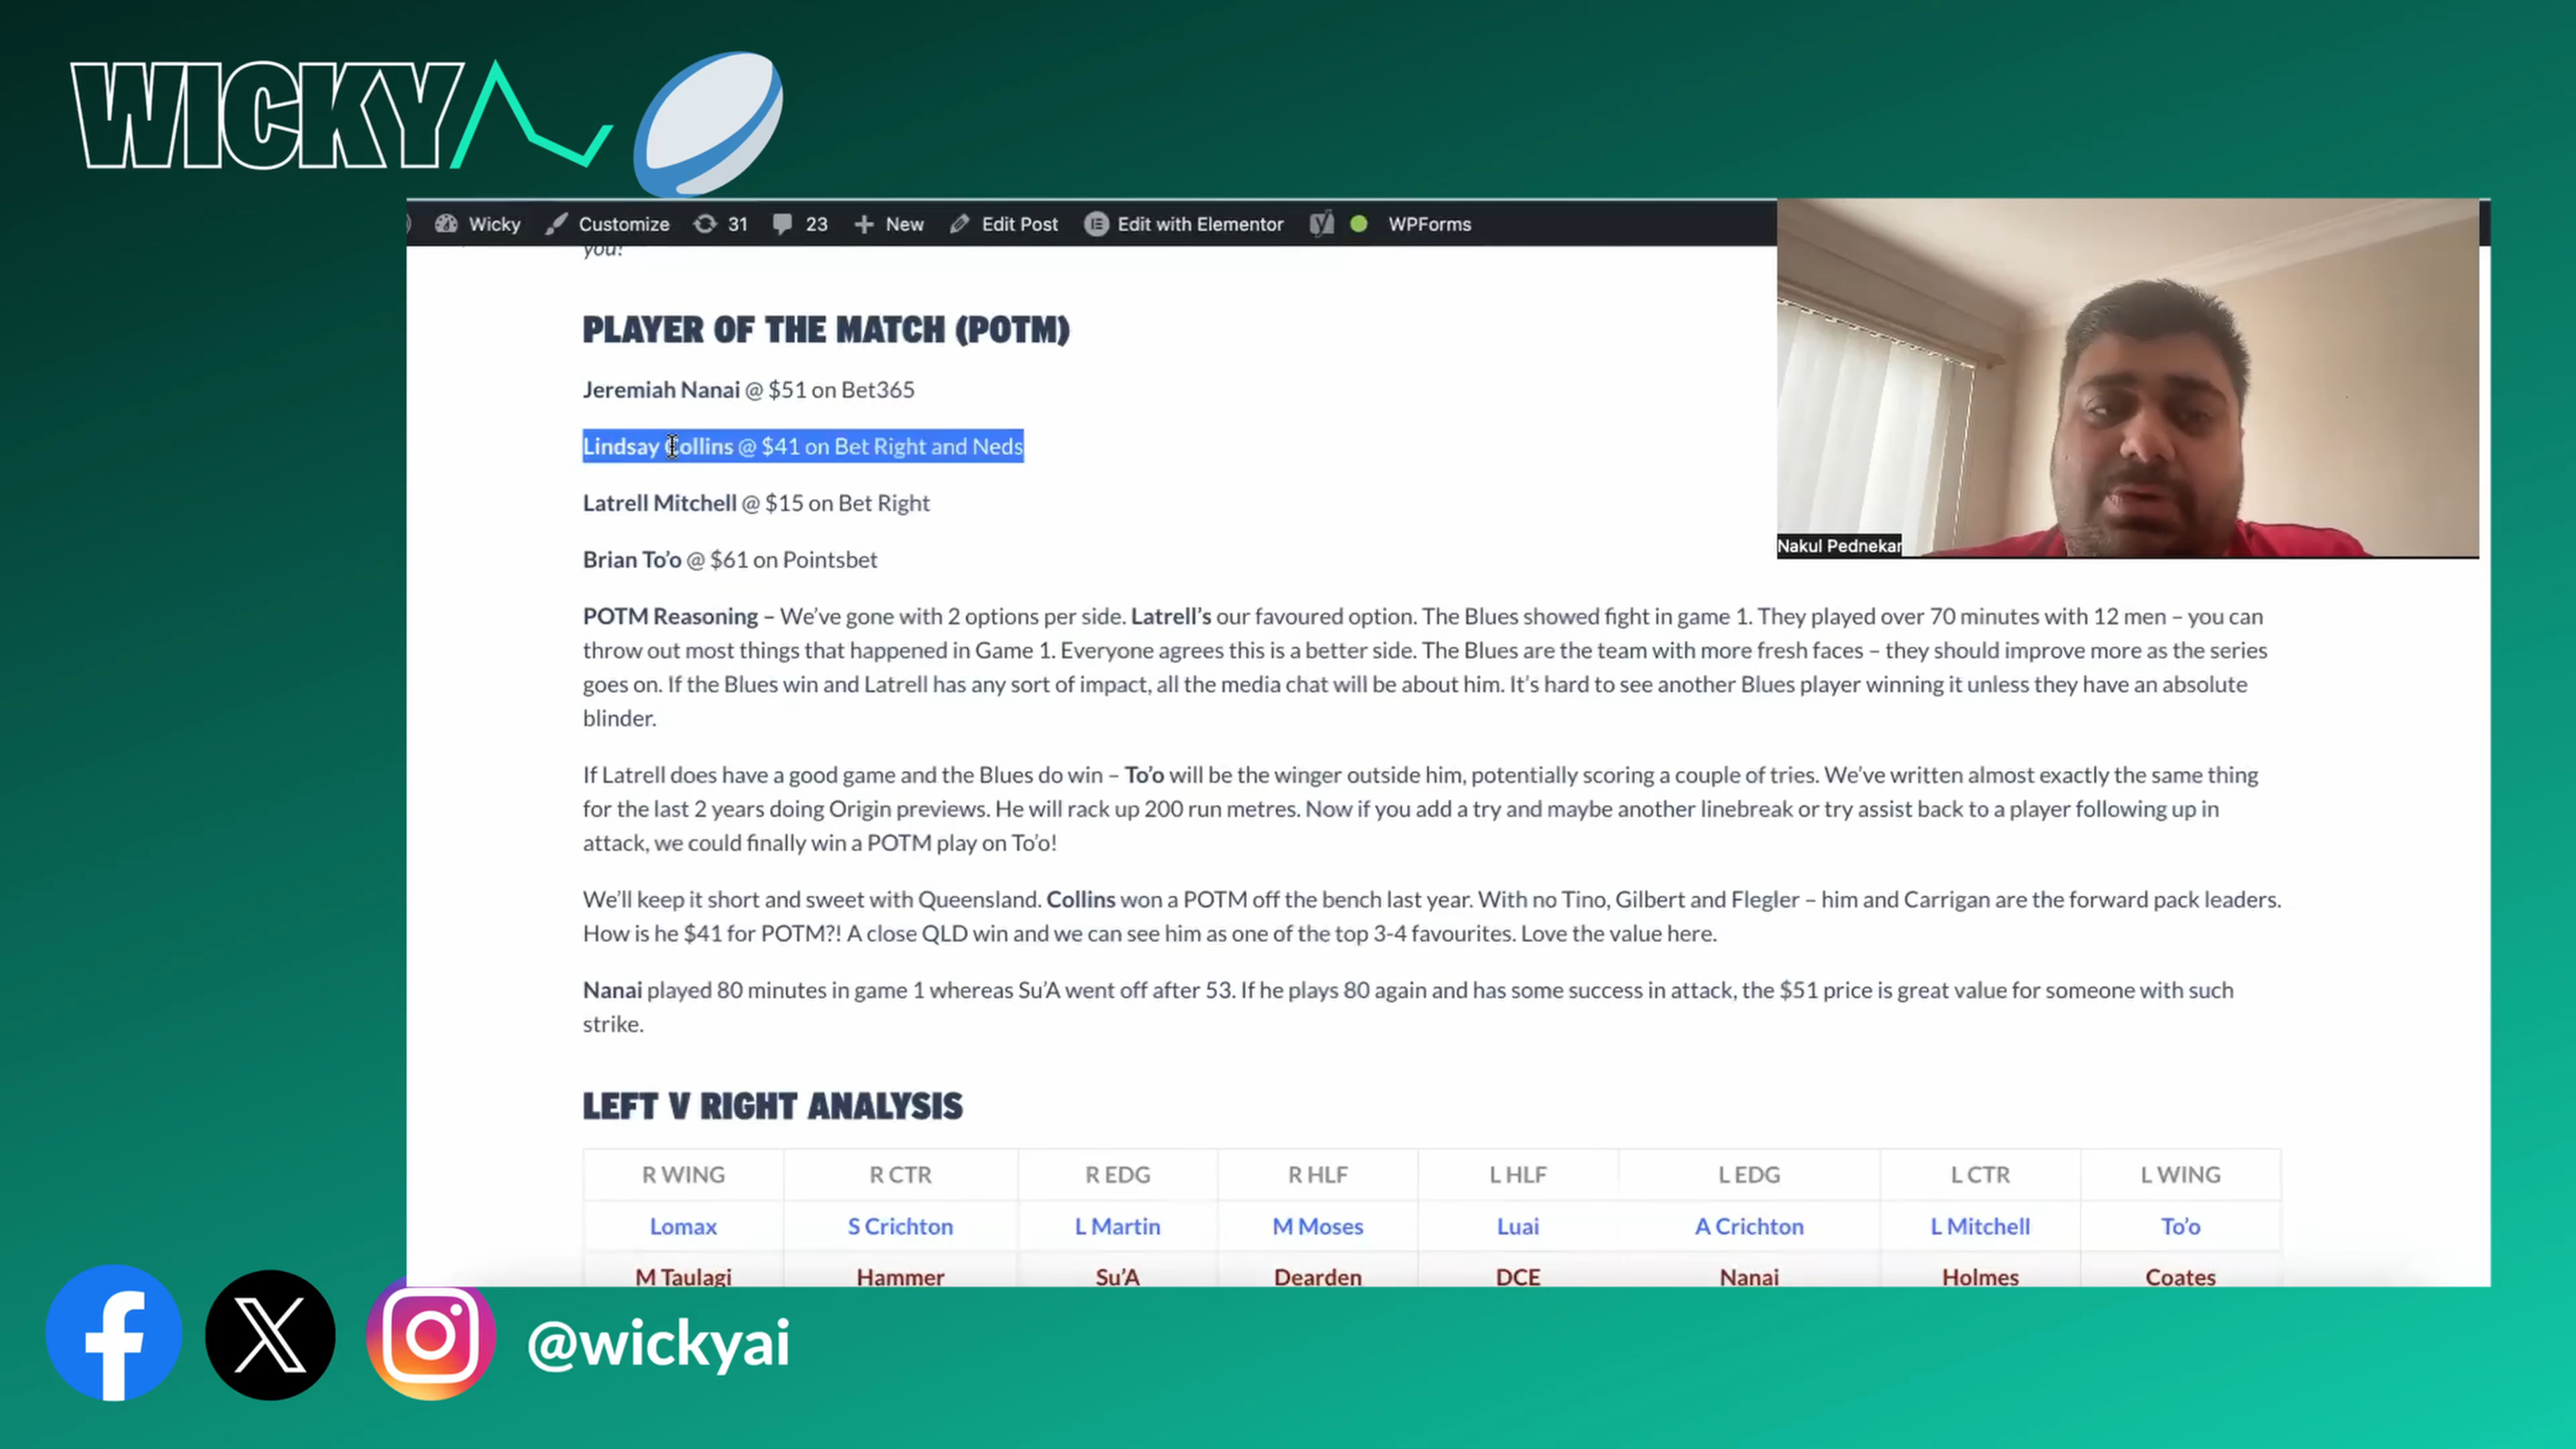 WICKY
Wicky Customize 31 23 New Edit Post Edit with Elementor WPForms
you!
PLAYER OF THE MATCH (POTM)
Jeremiah Nanai @ $51 on Bet365
Lindsay Collins @ $41 on Bet Right and Neds
Latrell Mitchell @ $15 on Bet Right
Brian To’o @ $61 on Pointsbet
Nakul Pednekar
POTM Reasoning – We’ve gone with 2 options per side. Latrell’s our favoured option. The Blues showed fight in game 1. They played over 70 minutes with 12 men – you can
throw out most things that happened in Game 1. Everyone agrees this is a better side. The Blues are the team with more fresh faces – they should improve more as the series
goes on. If the Blues win and Latrell has any sort of impact, all the media chat will be about him. It’s hard to see another Blues player winning it unless they have an absolute
blinder.
If Latrell does have a good game and the Blues do win – To’o will be the winger outside him, potentially scoring a couple of tries. We’ve written almost exactly the same thing
for the last 2 years doing Origin previews. He will rack up 200 run metres. Now if you add a try and maybe another linebreak or try assist back to a player following up in
attack, we could finally win a POTM play on To’o!
We’ll keep it short and sweet with Queensland. Collins won a POTM off the bench last year. With no Tino, Gilbert and Flegler – him and Carrigan are the forward pack leaders.
How is he $41 for POTM?! A close QLD win and we can see him as one of the top 3-4 favourites. Love the value here.
Nanai played 80 minutes in game 1 whereas Su’A went off after 53. If he plays 80 again and has some success in attack, the $51 price is great value for someone with such
strike.
LEFT V RIGHT ANALYSIS
R WING R CTR R EDG R HLF L HLF L EDG L CTR L WING
Lomax S Crichton L Martin M Moses Luai A Crichton L Mitchell To’o
M Taulagi Hammer Su’A Dearden DCE Nanai Holmes Coates
@wickyai